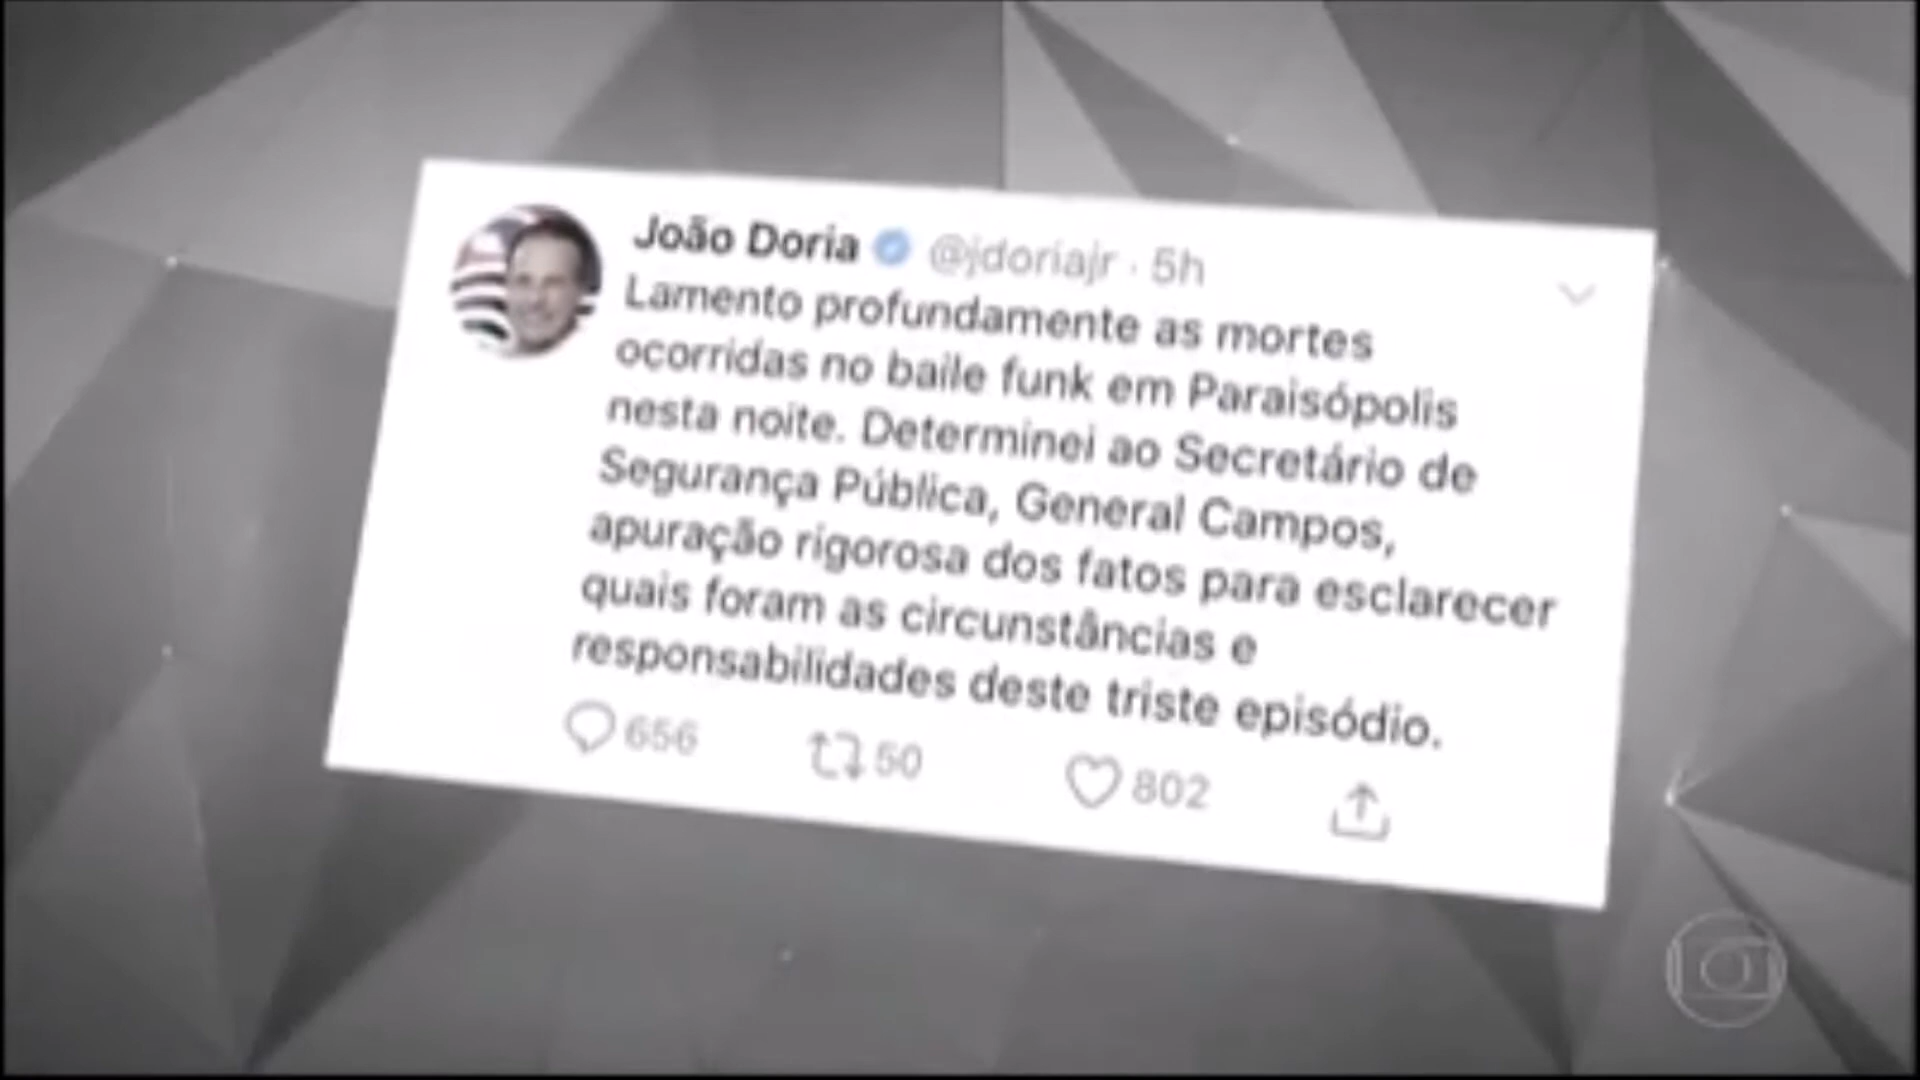 João Doria @jdoriajr · 5h
Lamento profundamente as mortes
ocorridas no baile funk em Paraisópolis
nesta noite. Determinei ao Secretário de
Segurança Pública, General Campos,
apuração rigorosa dos fatos para esclarecer
quais foram as circunstâncias e
responsabilidades deste triste episódio.
656 50 802